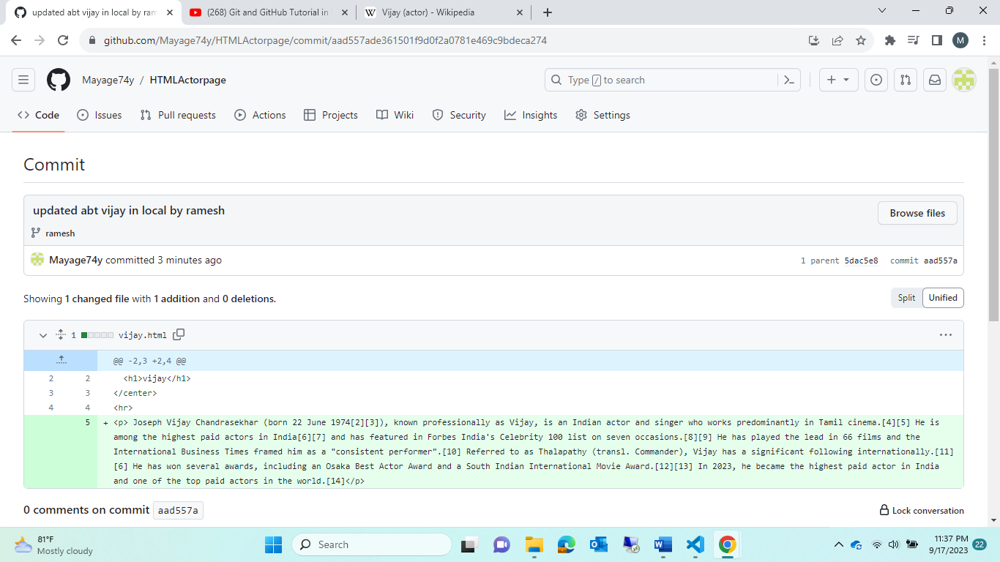 updated abt vijay in local by ram
(268) Git and GitHub Tutorial in
Vijay (actor) - Wikipedia
github.com/Mayage74y/HTMLActorpage/commit/aad557ade361501f9d0f2a0781e469c9bdeca274
M
Mayage74y / HTMLActorpage
Type / to search
Code
Issues
Pull requests
Actions
Projects
Wiki
Security
Insights
Settings
Commit
updated abt vijay in local by ramesh
Browse files
ramesh
Mayage74y committed 3 minutes ago
1 parent 5dac5e8 commit aad557a
Showing 1 changed file with 1 addition and 0 deletions.
Split Unified
1 vijay.html
@@ -2,3 +2,4 @@
2 2 <h1>vijay</h1>
3 3 </center>
4 4 <hr>
5 + <p> Joseph Vijay Chandrasekhar (born 22 June 1974[2][3]), known professionally as Vijay, is an Indian actor and singer who works predominantly in Tamil cinema.[4][5] He is
among the highest paid actors in India[6][7] and has featured in Forbes India's Celebrity 100 list on seven occasions.[8][9] He has played the lead in 66 films and the
International Business Times framed him as a "consistent performer".[10] Referred to as Thalapathy (transl. Commander), Vijay has a significant following internationally.[11]
[6] He has won several awards, including an Osaka Best Actor Award and a South Indian International Movie Award.[12][13] In 2023, he became the highest paid actor in India
and one of the top paid actors in the world.[14]</p>
0 comments on commit aad557a
Lock conversation
81°F
Mostly cloudy
Search
11:37 PM
9/17/2023
22